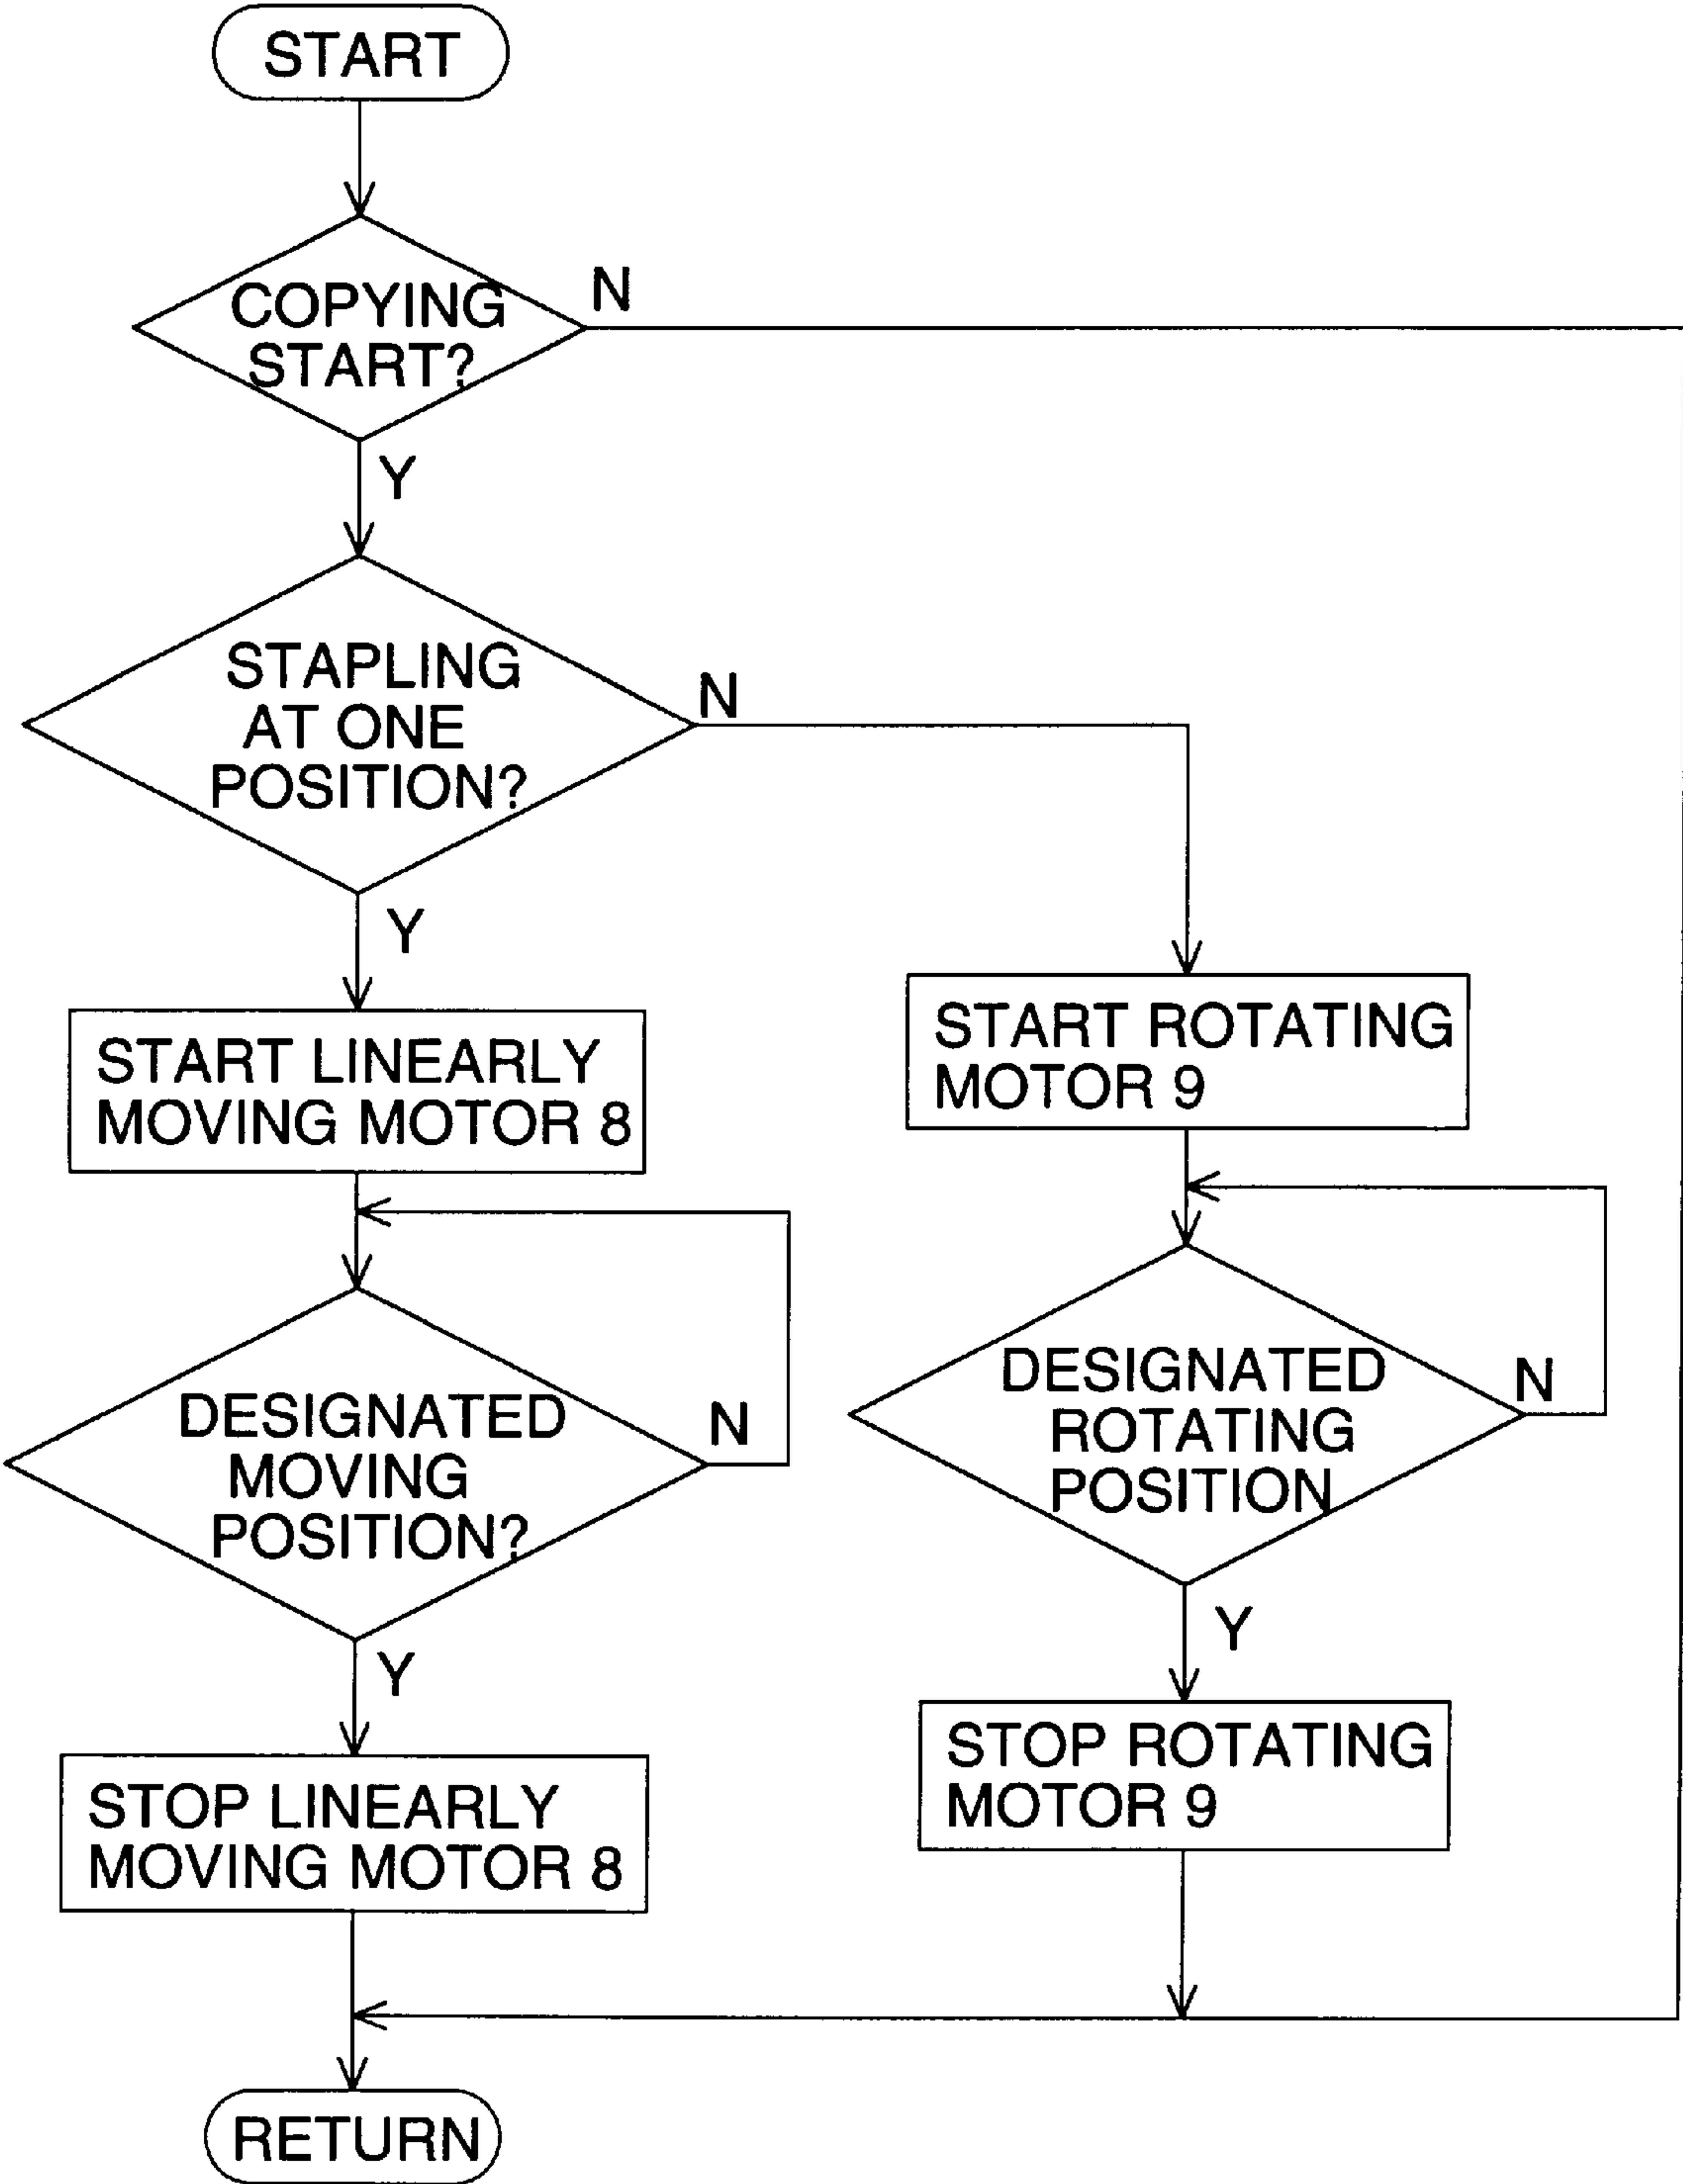 START
COPYING
START?
N
Y
STAPLING
AT ONE
POSITION?
N
Y
START LINEARLY
MOVING MOTOR 8
START ROTATING
MOTOR 9
DESIGNATED
MOVING
POSITION?
N
Y
DESIGNATED
ROTATING
POSITION
N
Y
STOP LINEARLY
MOVING MOTOR 8
STOP ROTATING
MOTOR 9
RETURN